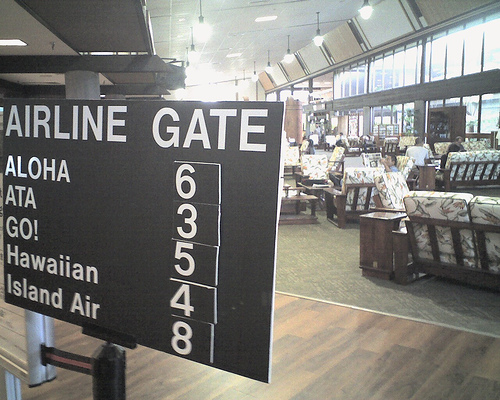 AIRLINE GATE
ALOHA 6
ATA 3
GO! 5
Hawaiian 4
Island Air 8